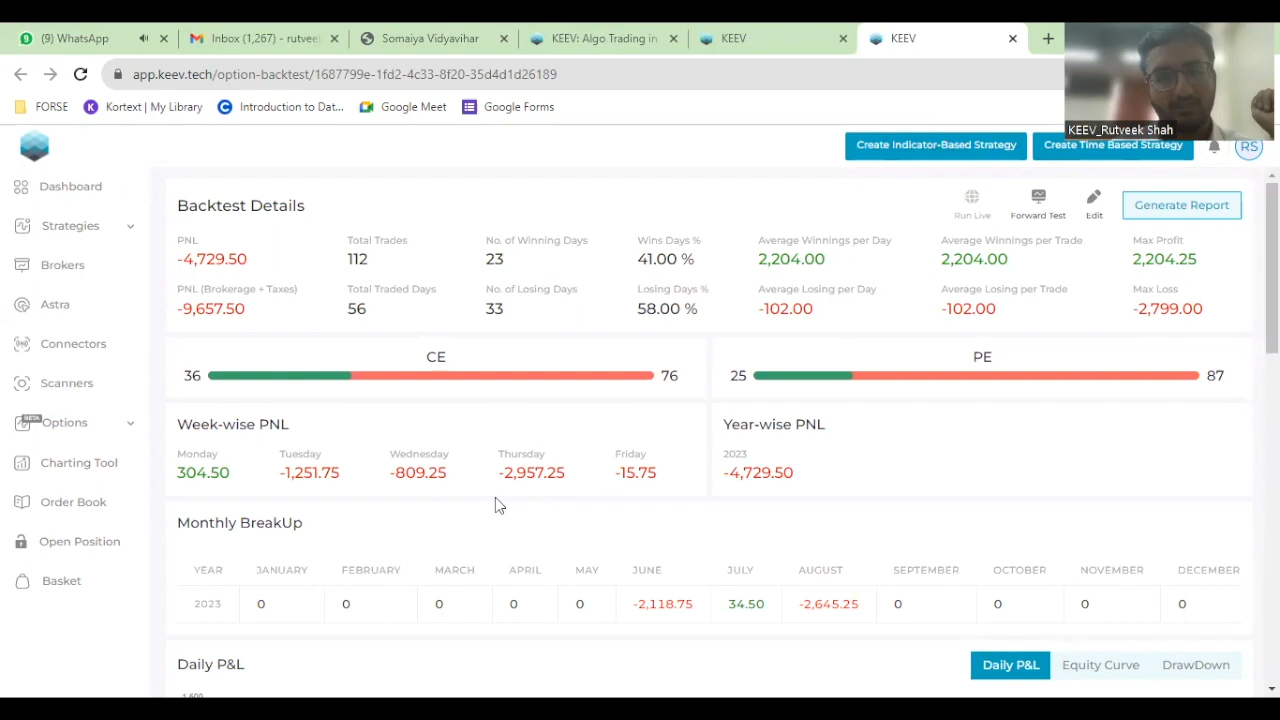 (9) WhatsApp
Inbox (1,267) - rutvee
Somaiya Vidyavihar
KEEV: Algo Trading in
KEEV
KEEV
app.keev.tech/option-backtest/1687799e-1fd2-4c33-8f20-35d4d1d26189
FORSE
Kortext | My Library
Introduction to Dat...
Google Meet
Google Forms
KEEV_Rutveek Shah
Create Indicator-Based Strategy
Create Time Based Strategy
RS
Dashboard
Strategies
Brokers
Astra
Connectors
Scanners
BETA
Options
Charting Tool
Order Book
Open Position
Basket
Backtest Details
Run Live
Forward Test
Edit
Generate Report
PNL Total Trades No. of Winning Days Wins Days % Average Winnings per Day Average Winnings per Trade Max Profit
-4,729.50 112 23 41.00 % 2,204.00 2,204.00 2,204.25
PNL (Brokerage + Taxes) Total Traded Days No. of Losing Days Losing Days % Average Losing per Day Average Losing per Trade Max Loss
-9,657.50 56 33 58.00 % -102.00 -102.00 -2,799.00
CE
36 76
PE
25 87
Week-wise PNL
Monday Tuesday Wednesday Thursday Friday
304.50 -1,251.75 -809.25 -2,957.25 -15.75
Year-wise PNL
2023
-4,729.50
Monthly BreakUp
YEAR JANUARY FEBRUARY MARCH APRIL MAY JUNE JULY AUGUST SEPTEMBER OCTOBER NOVEMBER DECEMBER
2023 0 0 0 0 0 -2,118.75 34.50 -2,645.25 0 0 0 0
Daily P&L
Daily P&L
Equity Curve
DrawDown